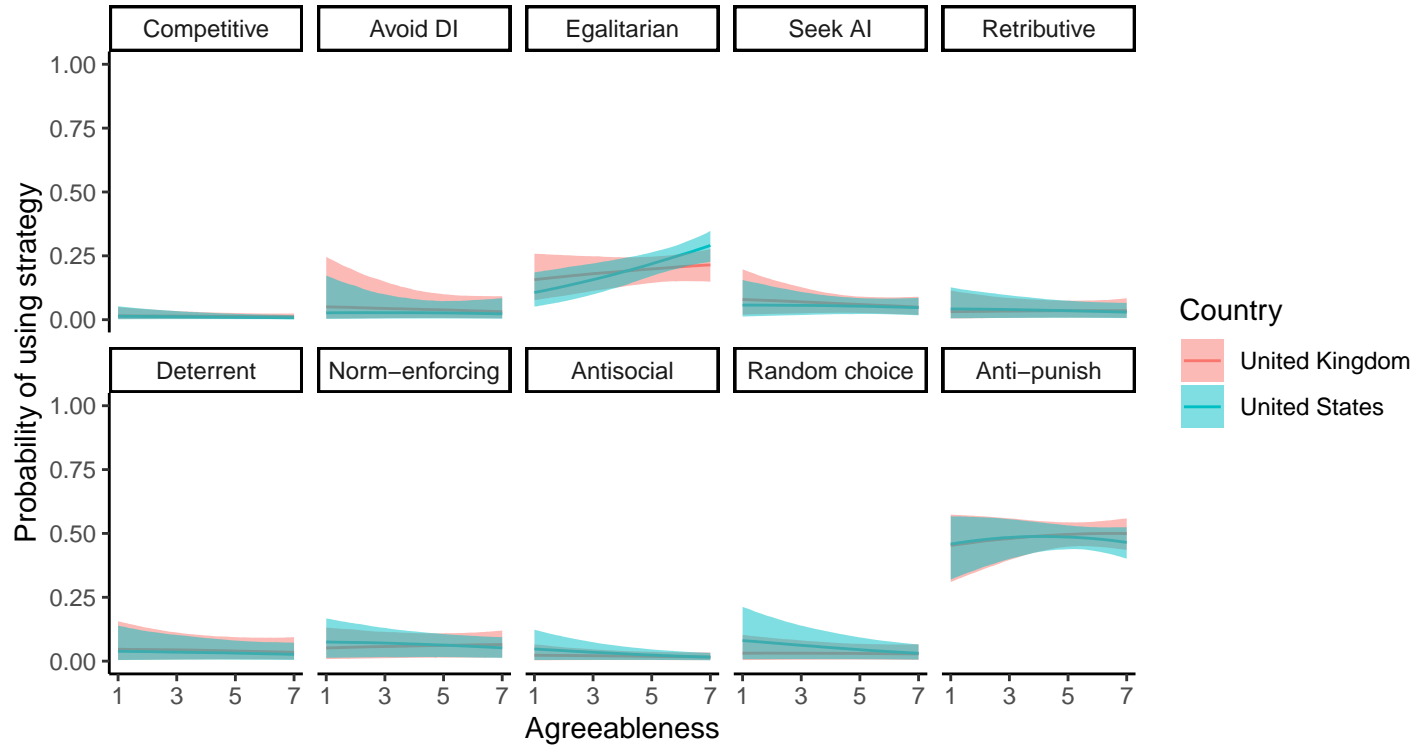 Competitive Avoid DI Egalitarian Seek AI Retributive
1.00
0.75
0.50
0.25
0.00
Deterrent Norm−enforcing Antisocial Random choice Anti−punish
1.00
0.75
0.50
0.25
0.00
1 3 5 7 1 3 5 7 1 3 5 7 1 3 5 7 1 3 5 7
Agreeableness
Probability of using strategy
Country
United Kingdom
United States